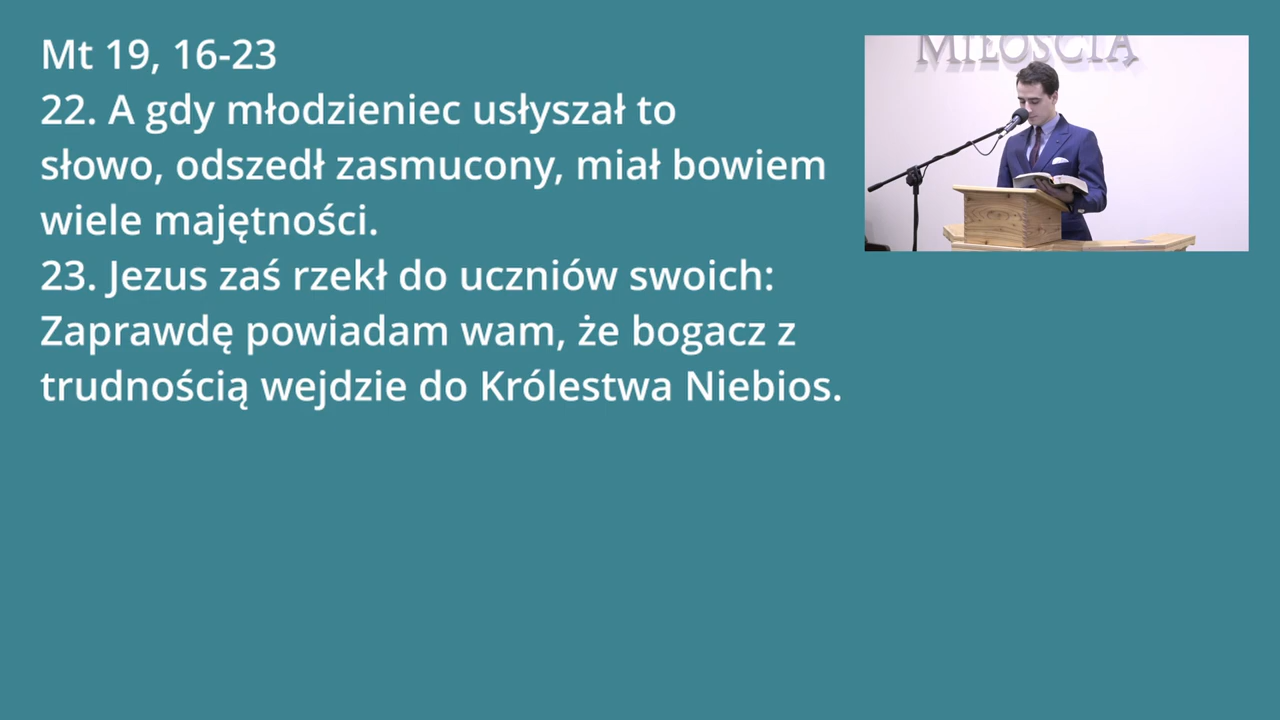 Mt 19, 16-23
22. A gdy młodzieniec usłyszał to
słowo, odszedł zasmucony, miał bowiem
wiele majętności.
23. Jezus zaś rzekł do uczniów swoich:
Zaprawdę powiadam wam, że bogacz z
trudnością wejdzie do Królestwa Niebios.
MIŁOŚCIĄ